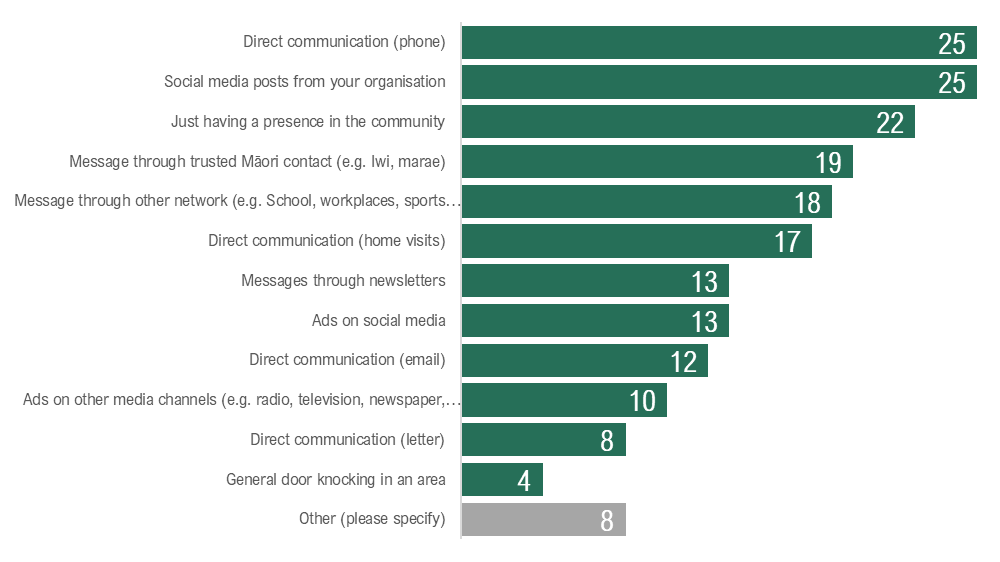 Direct communication (phone) 25
Social media posts from your organisation 25
Just having a presence in the community 22
Message through trusted Māori contact (e.g. Iwi, marae) 19
Message through other network (e.g. School, workplaces, sports… 18
Direct communication (home visits) 17
Messages through newsletters 13
Ads on social media 13
Direct communication (email) 12
Ads on other media channels (e.g. radio, television, newspaper,… 10
Direct communication (letter) 8
General door knocking in an area 4
Other (please specify) 8